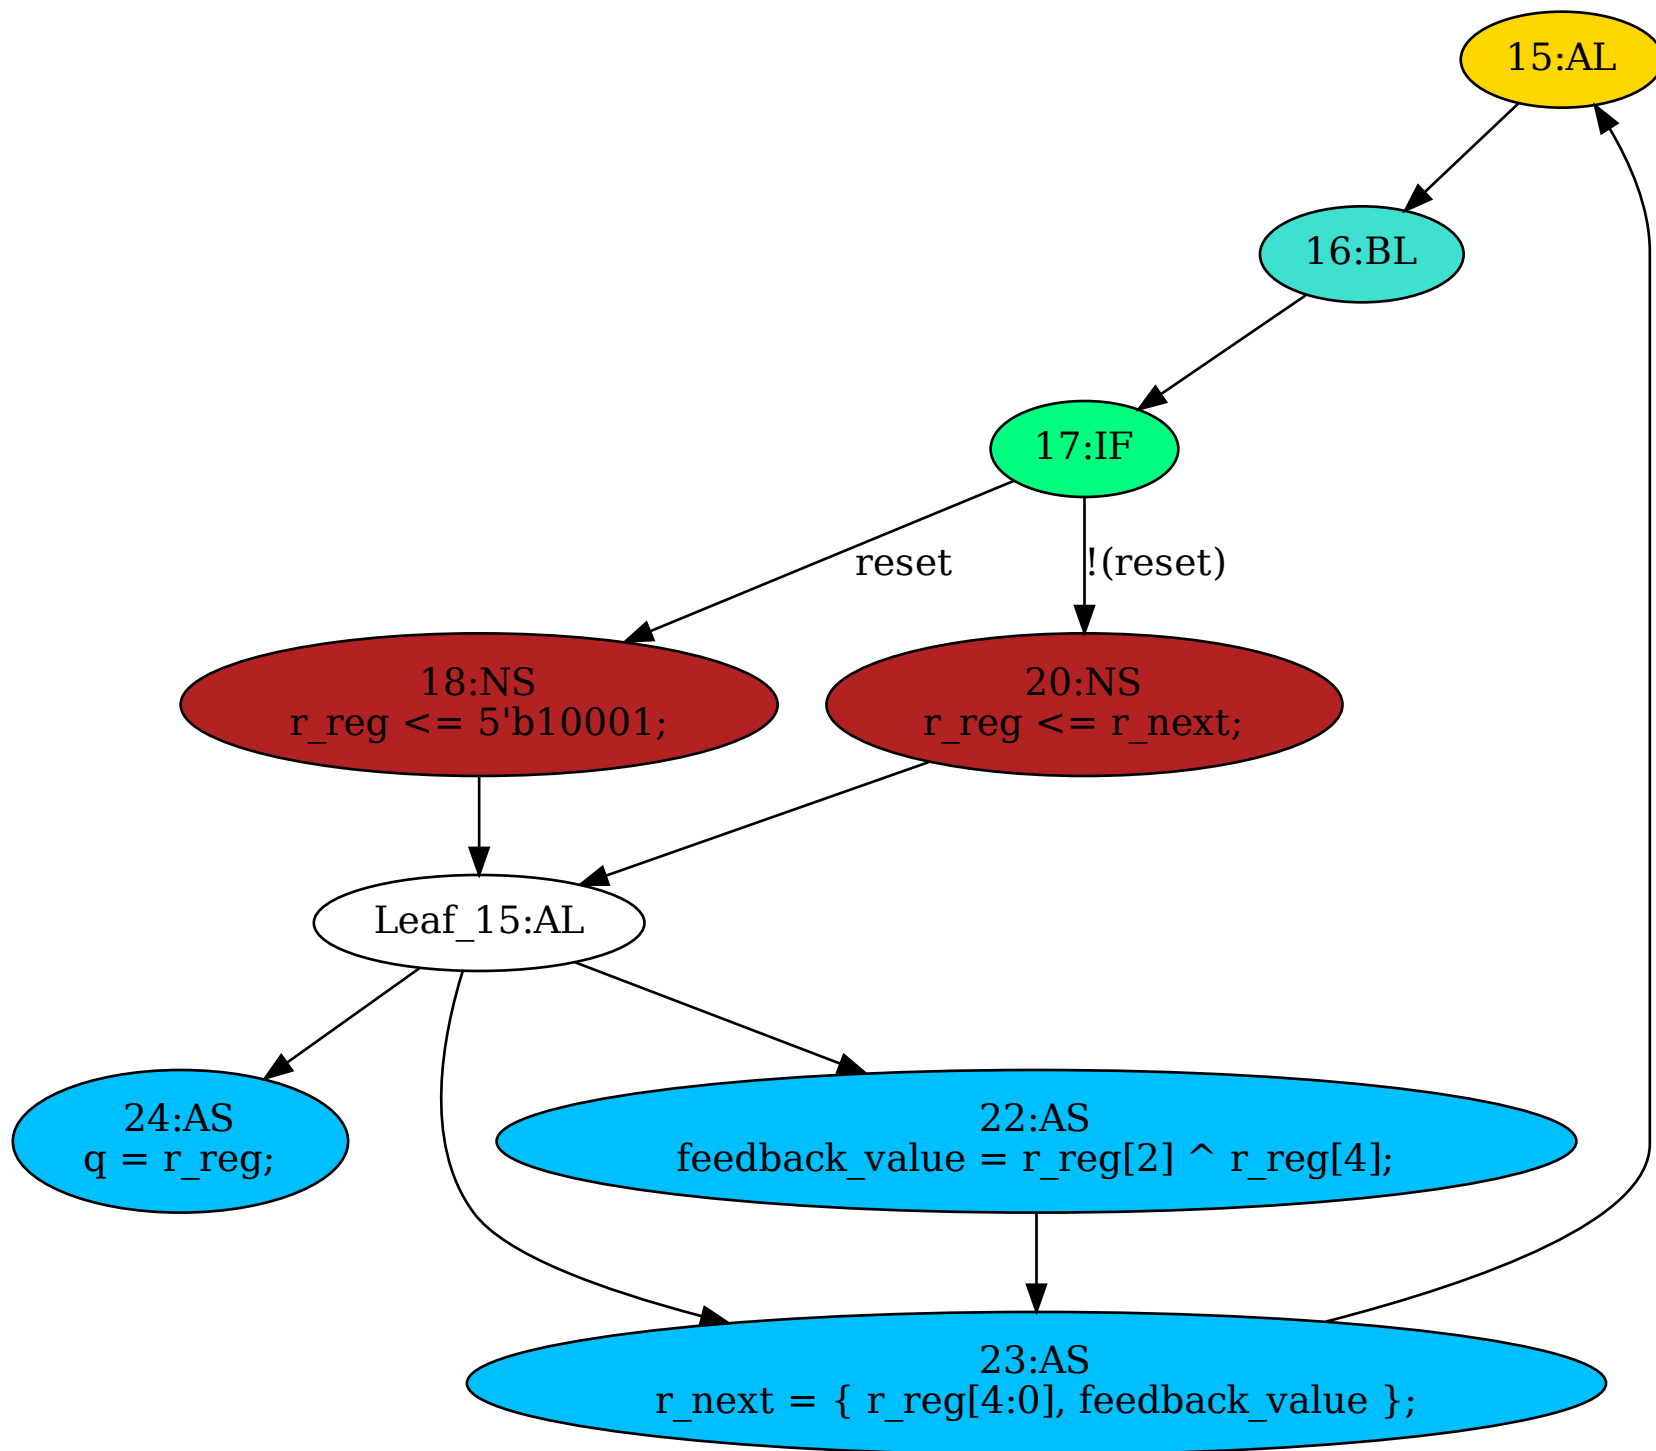 15:AL
16:BL
17:IF
reset
!(reset)
18:NS
r_reg <= 5'b10001;
20:NS
r_reg <= r_next;
Leaf_15:AL
24:AS
q = r_reg;
22:AS
feedback_value = r_reg[2] ^ r_reg[4];
23:AS
r_next = { r_reg[4:0], feedback_value };